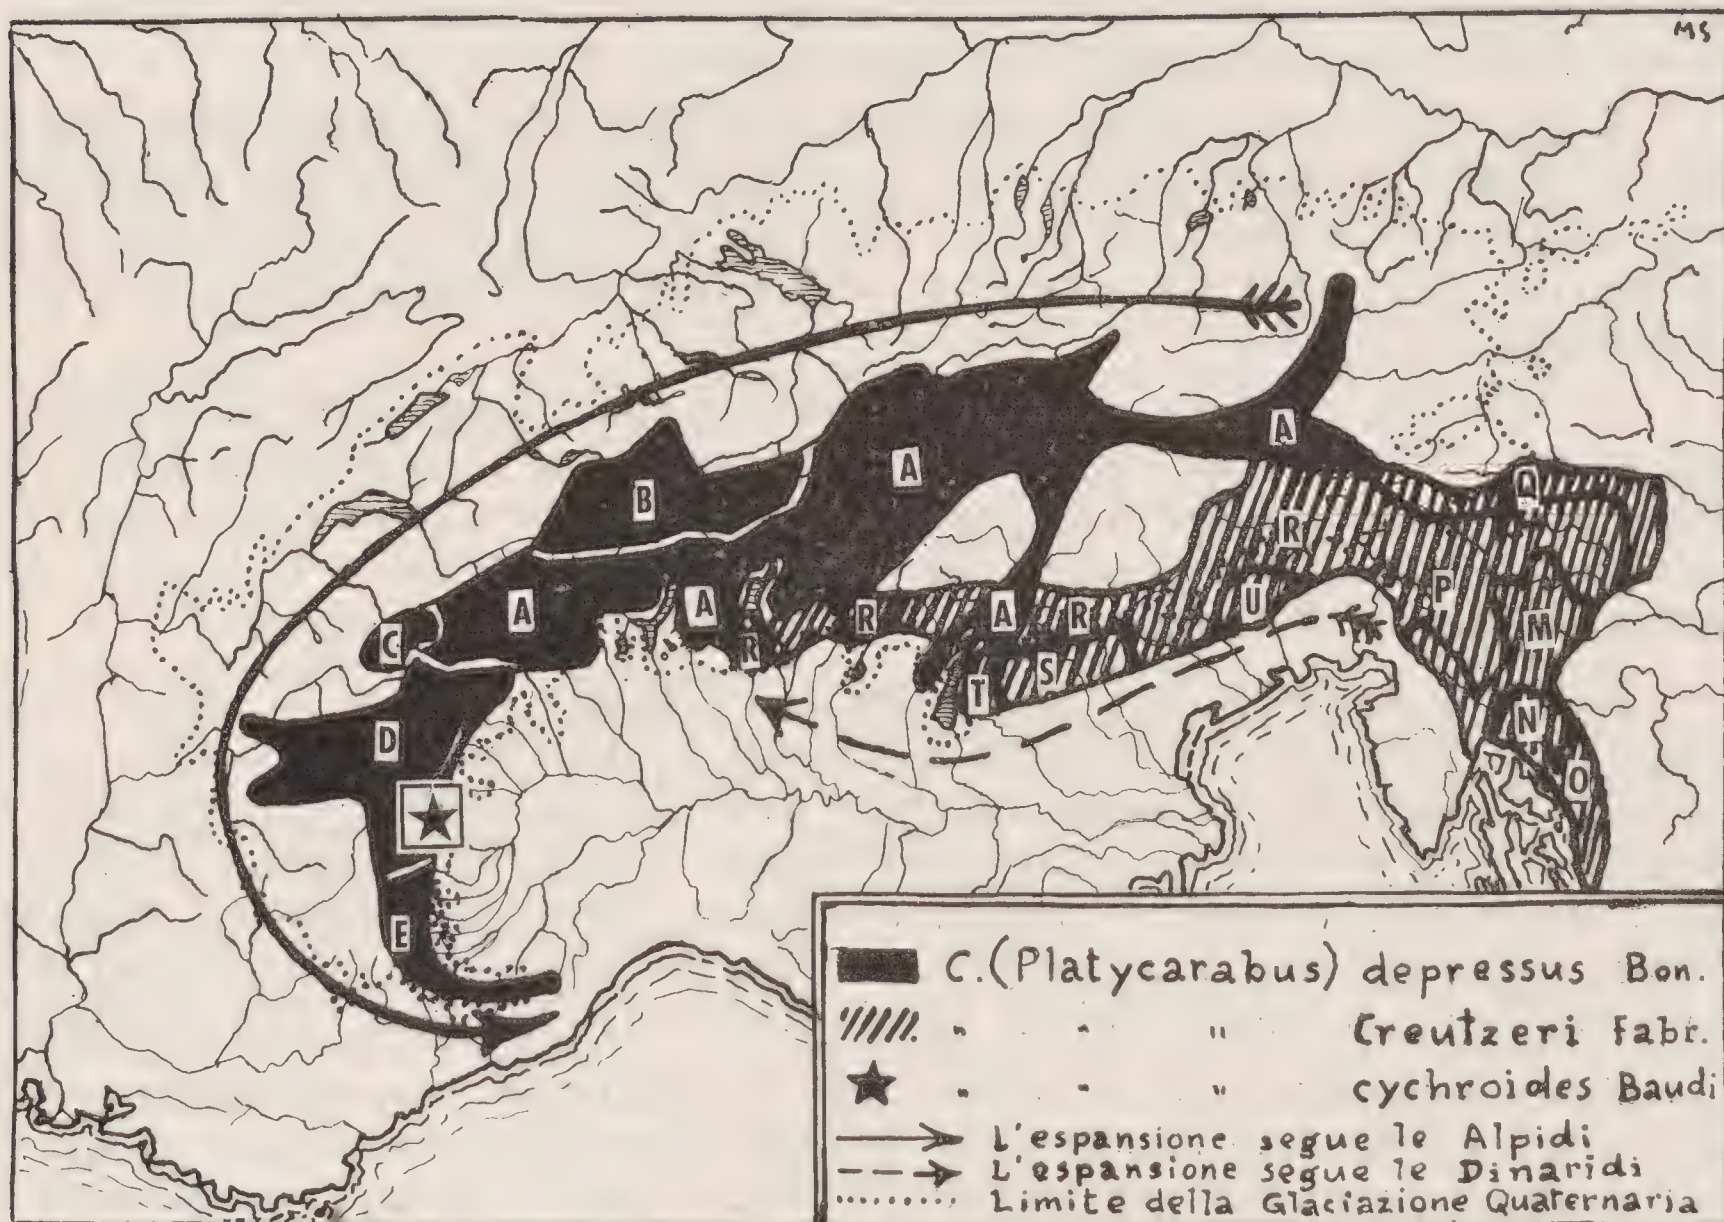 MS
A
B
A
Q
R
P
A
A
R
A
R
U
M
C
R
S
T
N
D
O
E
C. (Platycarabus) depressus Bon.
" " " Creutzeri Fabr.
" " " cychroides Baudi
L'espansione segue le Alpidi
L'espansione segue le Dinaridi
Limite della Glaciazione Quaternaria